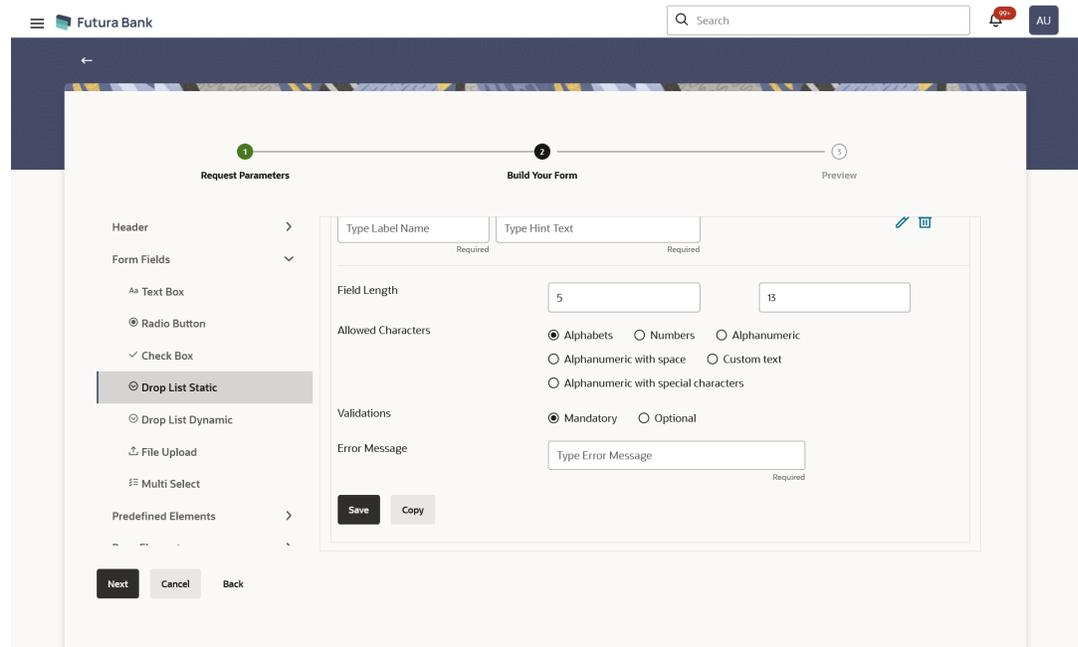 Futura Bank
Search
99+
AU
1
2
3
Request Parameters
Build Your Form
Preview
Header
Form Fields
Aa Text Box
Radio Button
Check Box
Drop List Static
Drop List Dynamic
File Upload
Multi Select
Predefined Elements
Type Label Name
Type Hint Text
Required
Required
Field Length
5
13
Allowed Characters
Alphabets
Numbers
Alphanumeric
Alphanumeric with space
Custom text
Alphanumeric with special characters
Validations
Mandatory
Optional
Error Message
Type Error Message
Required
Save
Copy
Next
Cancel
Back